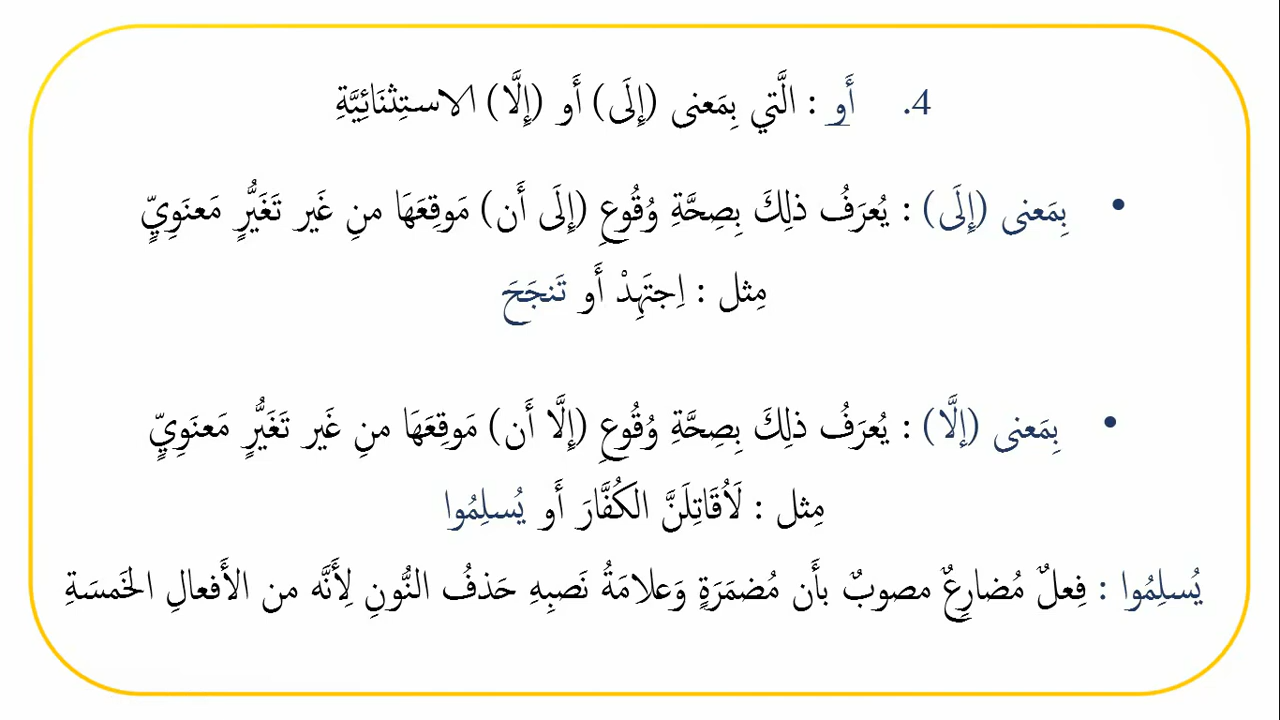 4. أَو : الَّتي بِمَعنى (إِلَى) أَو (إِلَّا) الاستِثنَائِيَّةِ
• بِمَعنى (إِلَى) : يُعرَفُ ذلِكَ بِصِحَّةِ وُقُوعِ (إِلَى أَن) مَوقِعَهَا منِ غَير تَغَيُّرٍ مَعنَوِيٍّ
مِثل : اِجتَهِدْ أَو تَنجَحَ
• بِمَعنى (إلَّا) : يُعرَفُ ذلِكَ بِصِحَّةِ وُقُوعِ (إِلَّا أَن) مَوقِعَهَا منِ غَير تَغَيُّرٍ مَعنَوِيٍّ
مِثل : لَاُقَاتِلَنَّ الكُفَّارَ أَو يُسلِمُوا
يُسلِمُوا : فِعلٌ مُضارِعٌ مصوبٌ بأَن مُضمَرَةٍ وَعلامَةُ نَصبِهِ حَذفُ النُّونِ لِأَنَّه من الأَفعالِ الخَمسَةِ